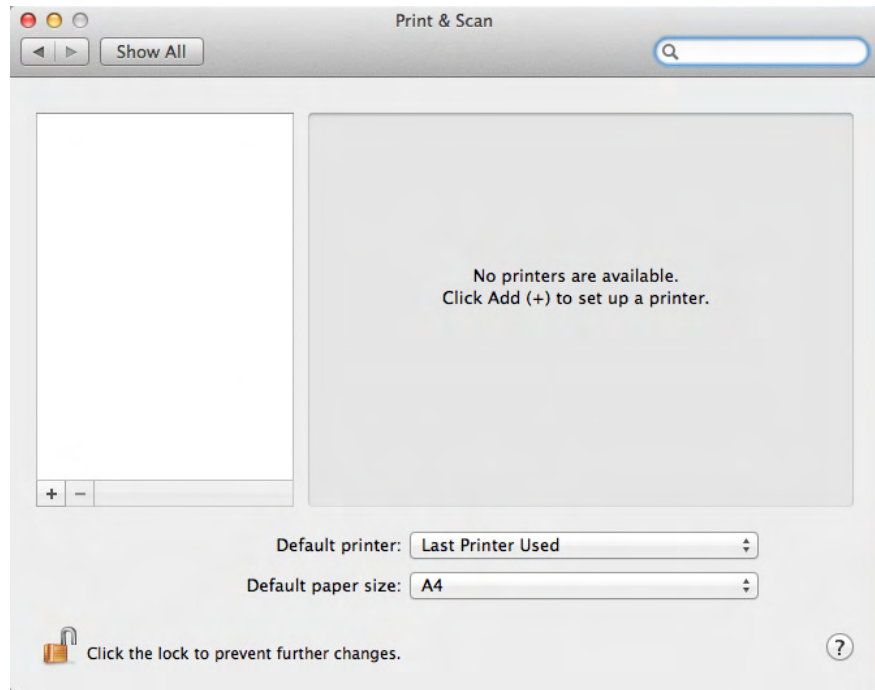 Print & Scan
Show All
No printers are available.
Click Add (+) to set up a printer.
+ −
Default printer: Last Printer Used
Default paper size: A4
Click the lock to prevent further changes.
?